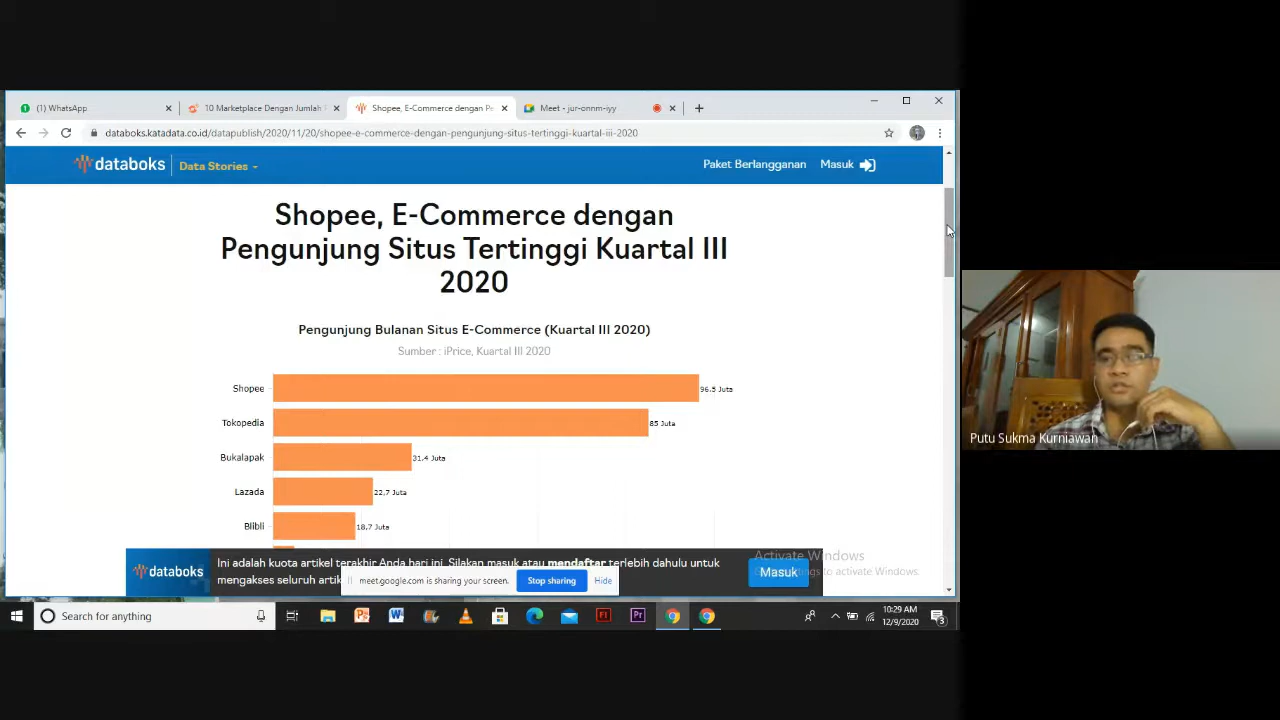 (1) WhatsApp
10 Marketplace Dengan Jumlah
Shopee, E-Commerce dengan Pe
Meet - jur-onnm-iyy
databoks.katadata.co.id/datapublish/2020/11/20/shopee-e-commerce-dengan-pengunjung-situs-tertinggi-kuartal-iii-2020
databoks
Data Stories
Paket Berlangganan
Masuk
Shopee, E-Commerce dengan
Pengunjung Situs Tertinggi Kuartal III
2020
Pengunjung Bulanan Situs E-Commerce (Kuartal III 2020)
Sumber : iPrice, Kuartal III 2020
Shopee
96.5 Juta
Tokopedia
85 Juta
Bukalapak
31,4 Juta
Lazada
22,7 Juta
Blibli
18,7 Juta
databoks
Ini adalah kuota artikel terakhir Anda hari ini. Silakan masuk atau mendaftar terlebih dahulu untuk
mengakses seluruh artik
Masuk
meet.google.com is sharing your screen.
Stop sharing
Hide
Activate Windows
to activate Windows.
Search for anything
10:29 AM
12/9/2020
3
Putu Sukma Kurniawan